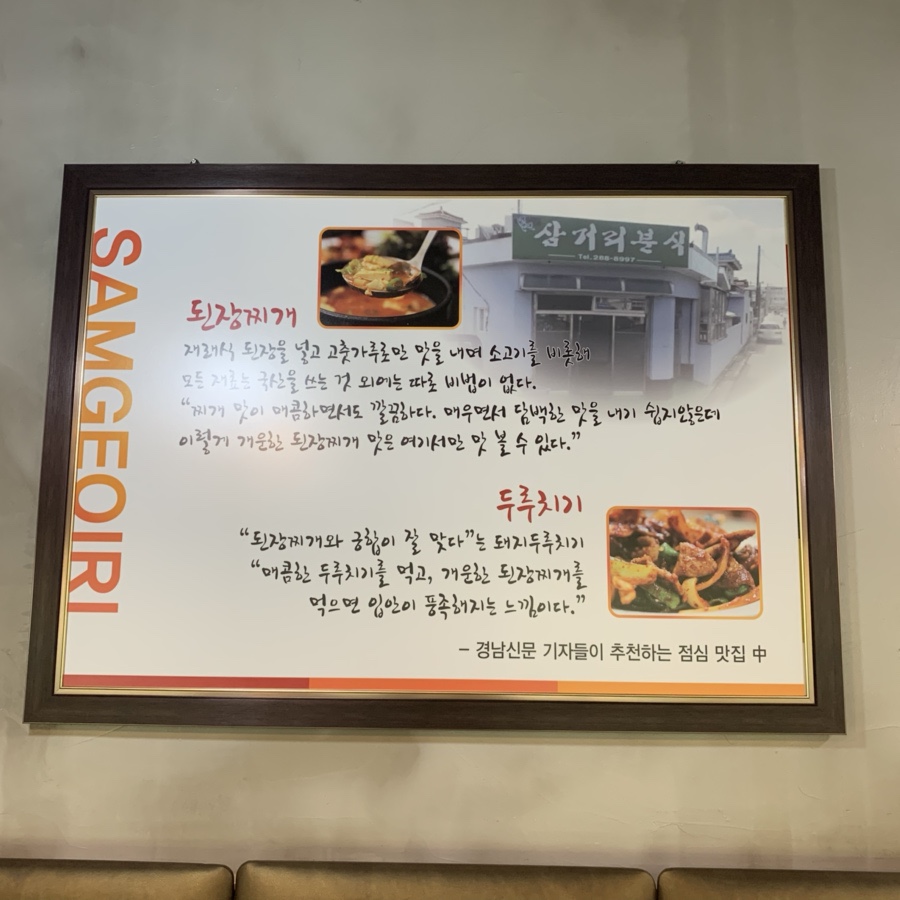 SAMGEOIRI
삼거리분식
Tel.288-8997
된장찌개
재래식 된장을 넣고 고춧가루로만 맛을 내며 소고기를 비롯해
모든 재료는 국산을 쓰는 것 외에는 따로 비법이 없다.
“찌개 맛이 매콤하면서도 깔끔하다. 매우면서 담백한 맛을 내기 쉽지않은데
이렇게 개운한 된장찌개 맛은 여기서만 맛 볼 수 있다.”
두루치기
“된장찌개와 궁합이 잘 맞다”는 돼지두루치기
“매콤한 두루치기를 먹고, 개운한 된장찌개를
먹으면 입안이 풍족해지는 느낌이다.”
- 경남신문 기자들이 추천하는 점심 맛집 中